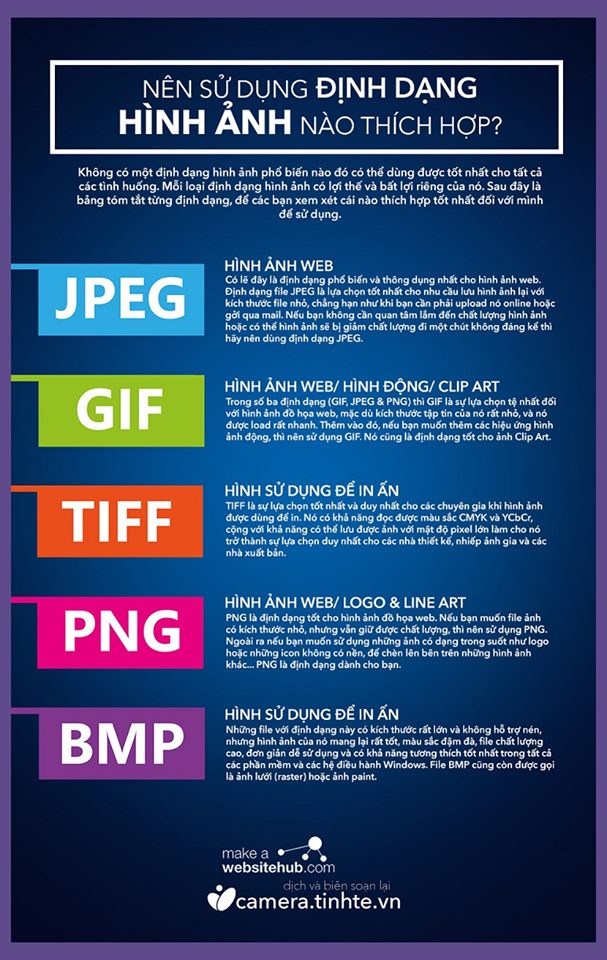 NÊN SỬ DỤNG ĐỊNH DẠNG
HÌNH ẢNH NÀO THÍCH HỢP?
Không có một định dạng hình ảnh phổ biến nào đó có thể dùng được tốt nhất cho tất cả
các tình huống. Mỗi loại định dạng hình ảnh có lợi thế và bất lợi riêng của nó. Sau đây là
bảng tóm tắt từng định dạng, để các bạn xem xét cái nào thích hợp tốt nhất đối với mình
để sử dụng.
JPEG
HÌNH ẢNH WEB
Có lẽ đây là định dạng phổ biến và thông dụng nhất cho hình ảnh web.
Định dạng file JPEG là lựa chọn tốt nhất cho nhu cầu lưu hình ảnh lại với
kích thước file nhỏ, chẳng hạn như khi bạn cần phải upload nó online hoặc
gởi qua mail. Nếu bạn không cần quan tâm lắm đến chất lượng hình ảnh
hoặc có thể hình ảnh sẽ bị giảm chất lượng đi một chút không đáng kể thì
hãy nên dùng định dạng JPEG.
GIF
HÌNH ẢNH WEB/ HÌNH ĐỘNG/ CLIP ART
Trong số ba định dạng (GIF, JPEG & PNG) thì GIF là sự lựa chọn tệ nhất đối
với hình ảnh đồ họa web, mặc dù kích thước tập tin của nó rất nhỏ, và nó
được load rất nhanh. Thêm vào đó, nếu bạn muốn thêm các hiệu ứng hình
ảnh động, thì nên sử dụng GIF. Nó cũng là định dạng tốt cho ảnh Clip Art.
TIFF
HÌNH SỬ DỤNG ĐỂ IN ẤN
TIFF là sự lựa chọn tốt nhất và duy nhất cho các chuyên gia khi hình ảnh
được dùng để in. Nó có khả năng đọc được màu sắc CMYK và YCbCr,
cộng với khả năng có thể lưu được ảnh với mật độ pixel lớn làm cho nó
trở thành sự lựa chọn duy nhất cho các nhà thiết kế, nhiếp ảnh gia và các
nhà xuất bản.
PNG
HÌNH ẢNH WEB/ LOGO & LINE ART
PNG là định dạng tốt cho hình ảnh đồ họa web. Nếu bạn muốn file ảnh
có kích thước nhỏ, nhưng vẫn giữ được chất lượng, thì nên sử dụng PNG.
Ngoài ra nếu bạn muốn sử dụng những ảnh có dạng trong suốt như logo
hoặc những icon không có nền, để chèn lên bên trên những hình ảnh
khác... PNG là định dạng dành cho bạn.
BMP
HÌNH SỬ DỤNG ĐỂ IN ẤN
Những file với định dạng này có kích thước rất lớn và không hỗ trợ nén,
nhưng hình ảnh của nó mang lại rất tốt, màu sắc đậm đà, file chất lượng
cao, đơn giản dễ sử dụng và có khả năng tương thích tốt nhất trong tất cả
các phần mềm và các hệ điều hành Windows. File BMP cũng còn được gọi
là ảnh lưới (raster) hoặc ảnh paint.
make a
websitehub.com
dịch và biên soạn lại
camera.tinhte.vn